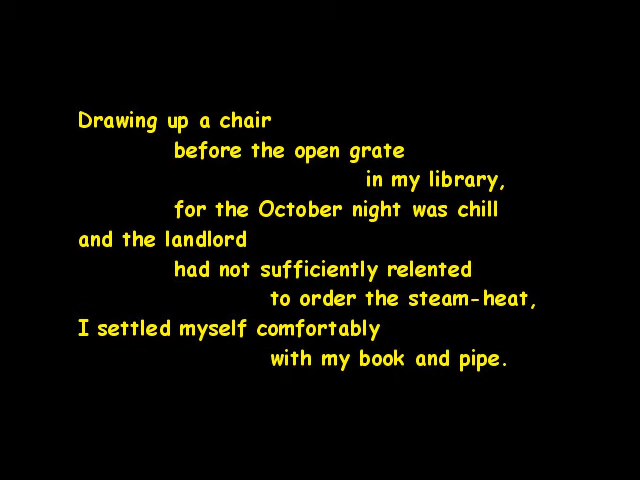 Drawing up a chair
before the open grate
in my library,
for the October night was chill
and the landlord
had not sufficiently relented
to order the steam-heat,
I settled myself comfortably
with my book and pipe.